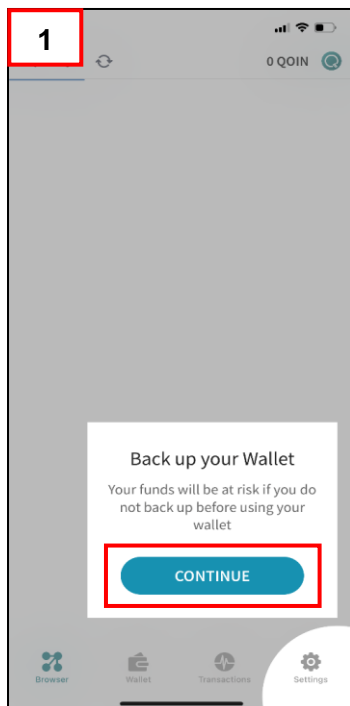 1
0 QOIN
Back up your Wallet
Your funds will be at risk if you do
not back up before using your
wallet
CONTINUE
Browser
Wallet
Transactions
Settings